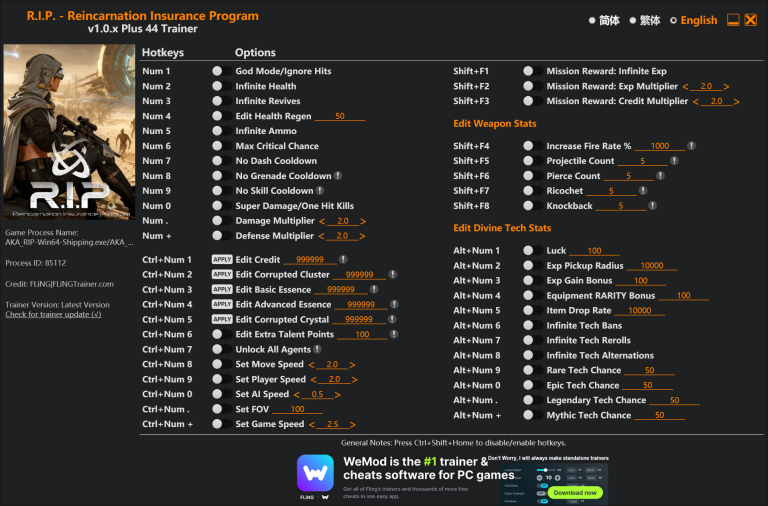 R.I.P. - Reincarnation Insurance Program
v1.0.x Plus 44 Trainer
简体
繁体
English
R.I.P
Reincarnation Insurance Program
Game Process Name:
AKA_RIP-Win64-Shipping.exe/AKA_...
Process ID: 85112
Credit: FLiNG|FLiNGTrainer.com
Trainer Version: Latest Version
Check for trainer update (√)
Hotkeys Options
Num 1 God Mode/Ignore Hits
Num 2 Infinite Health
Num 3 Infinite Revives
Num 4 Edit Health Regen 50
Num 5 Infinite Ammo
Num 6 Max Critical Chance
Num 7 No Dash Cooldown
Num 8 No Grenade Cooldown !
Num 9 No Skill Cooldown !
Num 0 Super Damage/One Hit Kills
Num . Damage Multiplier < 2.0 >
Num + Defense Multiplier < 2.0 >
Ctrl+Num 1 APPLY Edit Credit 999999 !
Ctrl+Num 2 APPLY Edit Corrupted Cluster 999999 !
Ctrl+Num 3 APPLY Edit Basic Essence 999999 !
Ctrl+Num 4 APPLY Edit Advanced Essence 999999 !
Ctrl+Num 5 APPLY Edit Corrupted Crystal 999999 !
Ctrl+Num 6 Edit Extra Talent Points 100 !
Ctrl+Num 7 Unlock All Agents !
Ctrl+Num 8 Set Move Speed < 2.0 >
Ctrl+Num 9 Set Player Speed < 2.0 >
Ctrl+Num 0 Set AI Speed < 0.5 >
Ctrl+Num . Set FOV 100
Ctrl+Num + Set Game Speed < 2.5 >
Shift+F1 Mission Reward: Infinite Exp
Shift+F2 Mission Reward: Exp Multiplier < 2.0 >
Shift+F3 Mission Reward: Credit Multiplier < 2.0 >
Edit Weapon Stats
Shift+F4 Increase Fire Rate % 1000 !
Shift+F5 Projectile Count 5 !
Shift+F6 Pierce Count 5 !
Shift+F7 Ricochet 5 !
Shift+F8 Knockback 5 !
Edit Divine Tech Stats
Alt+Num 1 Luck 100
Alt+Num 2 Exp Pickup Radius 10000
Alt+Num 3 Exp Gain Bonus 100
Alt+Num 4 Equipment RARITY Bonus 100
Alt+Num 5 Item Drop Rate 10000
Alt+Num 6 Infinite Tech Bans
Alt+Num 7 Infinite Tech Rerolls
Alt+Num 8 Infinite Tech Alternations
Alt+Num 9 Rare Tech Chance 50
Alt+Num 0 Epic Tech Chance 50
Alt+Num . Legendary Tech Chance 50
Alt+Num + Mythic Tech Chance 50
General Notes: Press Ctrl+Shift+Home to disable/enable hotkeys.
FLiNG
WeMod is the #1 trainer &
cheats software for PC games
Get all of Fling's trainers and thousands of more free
cheats in one easy app.
Don't Worry, I will always make standalone trainers
Download now